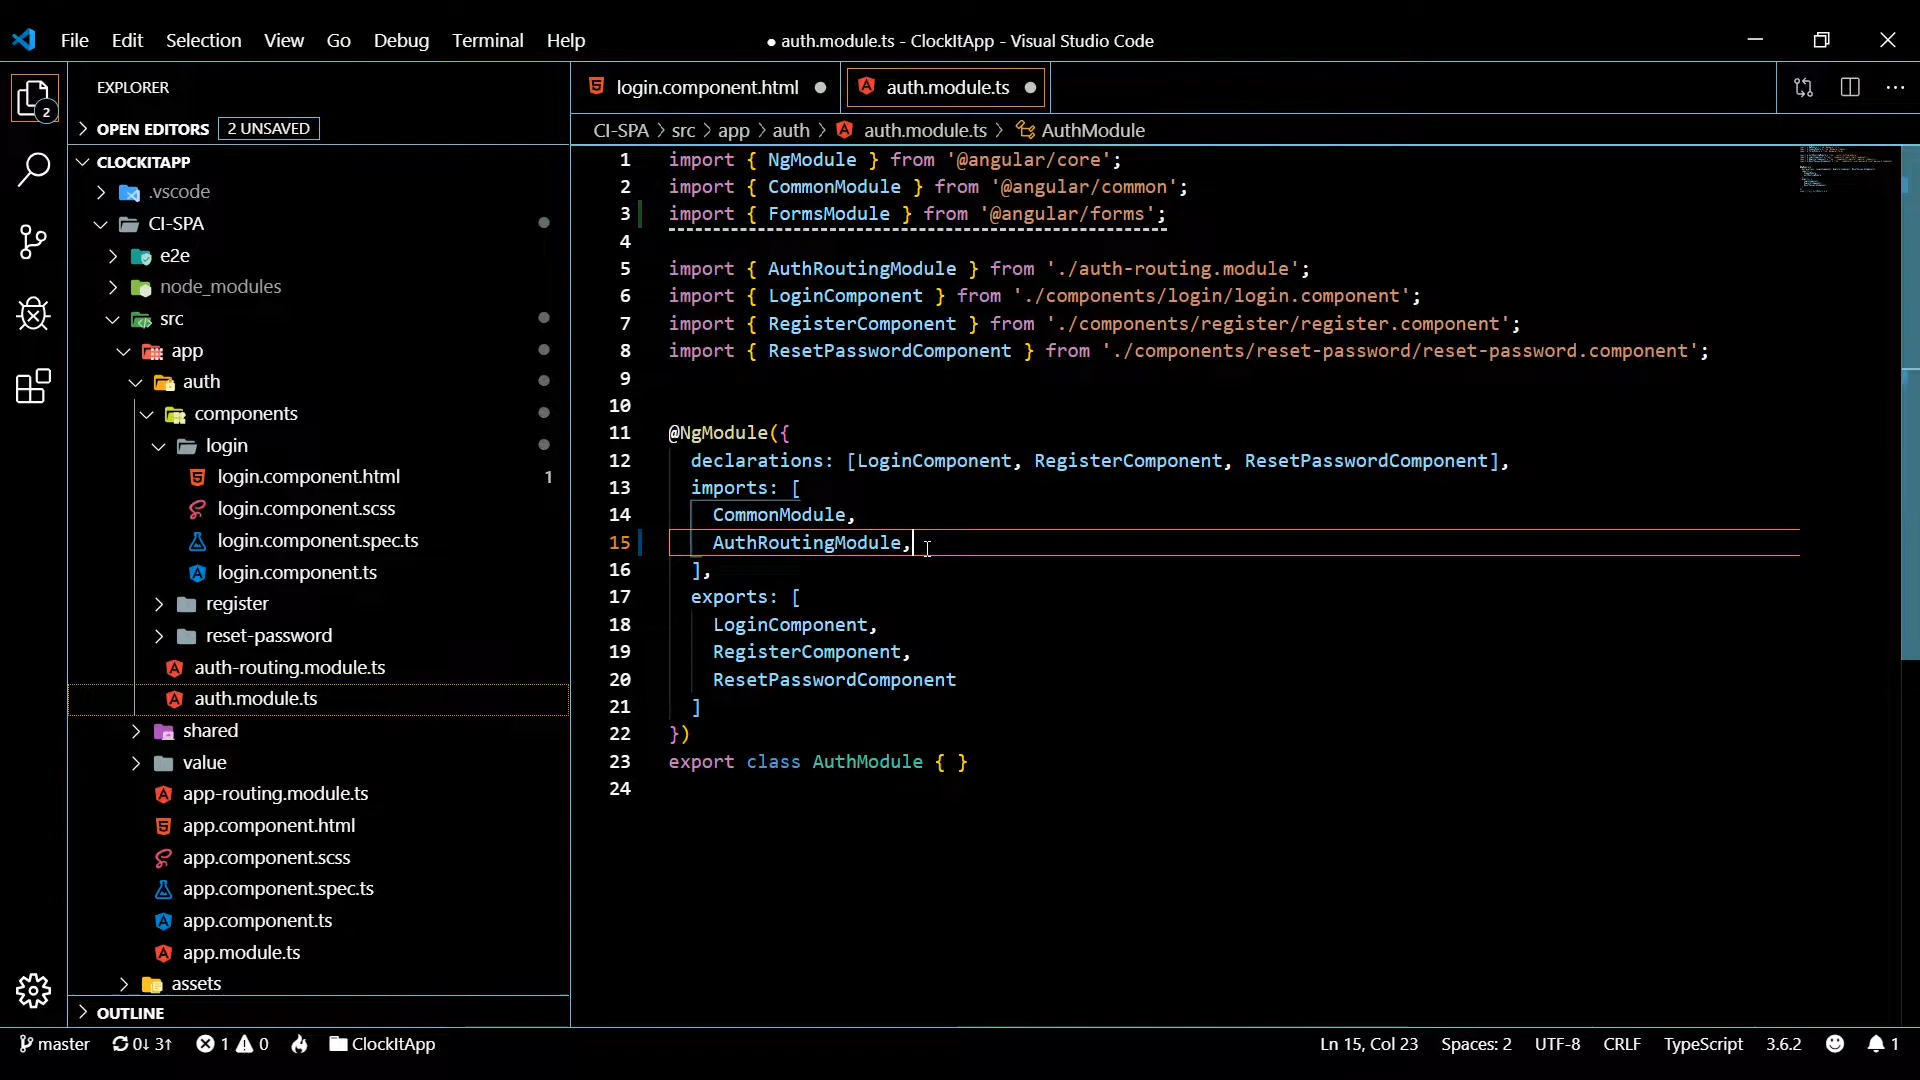 File Edit Selection View Go Debug Terminal Help
● auth.module.ts - ClockItApp - Visual Studio Code
2
EXPLORER
OPEN EDITORS 2 UNSAVED
CLOCKITAPP
.vscode
CI-SPA
e2e
node_modules
src
app
auth
components
login
login.component.html 1
login.component.scss
login.component.spec.ts
login.component.ts
register
reset-password
auth-routing.module.ts
auth.module.ts
shared
value
app-routing.module.ts
app.component.html
app.component.scss
app.component.spec.ts
app.component.ts
app.module.ts
assets
OUTLINE
login.component.html ● auth.module.ts ●
CI-SPA > src > app > auth > auth.module.ts > AuthModule
1 import { NgModule } from '@angular/core';
2 import { CommonModule } from '@angular/common';
3 import { FormsModule } from '@angular/forms';
4
5 import { AuthRoutingModule } from './auth-routing.module';
6 import { LoginComponent } from './components/login/login.component';
7 import { RegisterComponent } from './components/register/register.component';
8 import { ResetPasswordComponent } from './components/reset-password/reset-password.component';
9
10
11 @NgModule({
12 declarations: [LoginComponent, RegisterComponent, ResetPasswordComponent],
13 imports: [
14 CommonModule,
15 AuthRoutingModule,
16 ],
17 exports: [
18 LoginComponent,
19 RegisterComponent,
20 ResetPasswordComponent
21 ]
22 })
23 export class AuthModule { }
24
master 0↓ 3↑ 1 0 ClockItApp
Ln 15, Col 23 Spaces: 2 UTF-8 CRLF TypeScript 3.6.2 1